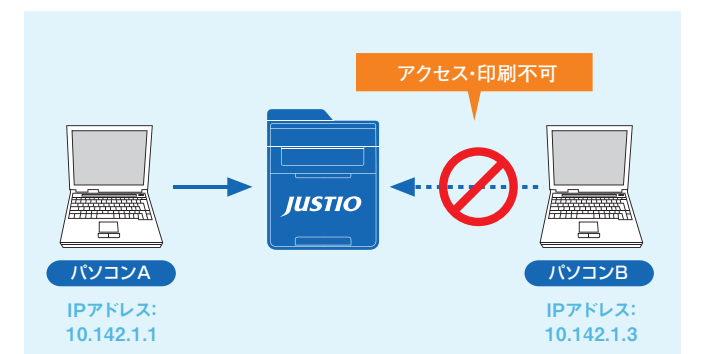 アクセス・印刷不可
JUSTIO
パソコンA
IPアドレス:
10.142.1.1
パソコンB
IPアドレス:
10.142.1.3